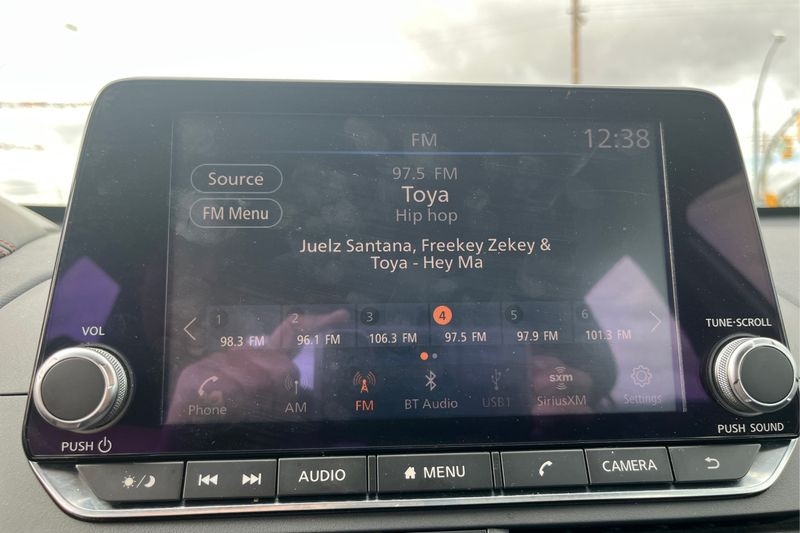 FM
12:38
Source
97.5 FM
Toya
FM Menu
Hip hop
Juelz Santana, Freekey Zekey &
Toya - Hey Ma
1 2 3 4 5 6
98.3 FM 96.1 FM 106.3 FM 97.5 FM 97.9 FM 101.3 FM
Phone AM FM BT Audio USB1 sxm SiriusXM Settings
VOL
TUNE·SCROLL
PUSH
PUSH SOUND
AUDIO MENU CAMERA